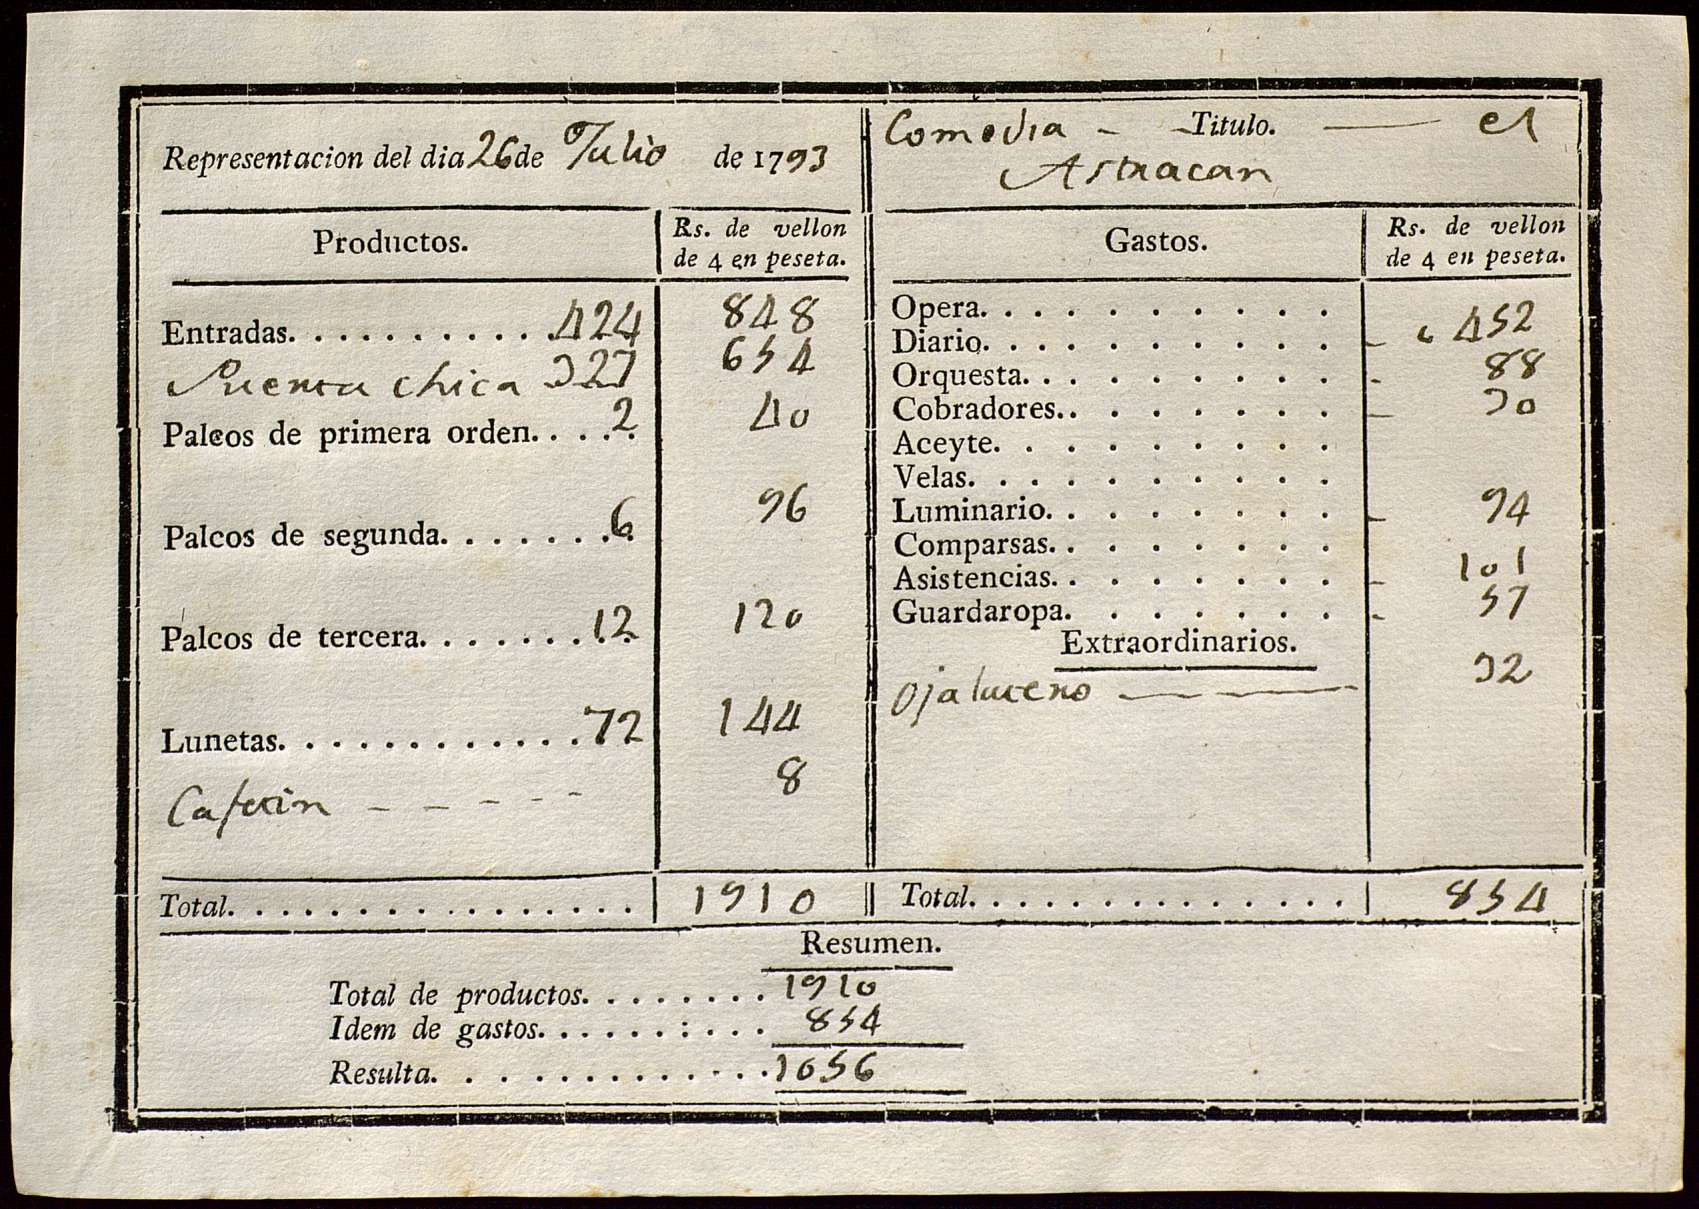 Representacion del dia 26 de Julio de 1793
Productos.
Rs. de vellon
de 4 en peseta.
Entradas. . . . . . . . . . . 424 848
Puerta chica 327 654
Palcos de primera orden. . . . . 2 40
Palcos de segunda. . . . . . . . 6 96
Palcos de tercera. . . . . . . . 12 120
Lunetas. . . . . . . . . . . . . 72 144
Cafetin - - - - - 8
Total. . . . . . . . . . . . . . . . . 1910
Comedia - - Titulo. — el
Astracan
Gastos.
Rs. de vellon
de 4 en peseta.
Opera. . . . . . . . . . .
Diario. . . . . . . . . . . - 452
Orquesta. . . . . . . . . . - 88
Cobradores. . . . . . . . . - 30
Aceyte. . . . . . . . . . .
Velas. . . . . . . . . . . .
Luminario. . . . . . . . . - 94
Comparsas. . . . . . . . .
Asistencias. . . . . . . . . - 101
Guardaropa. . . . . . . . - 57
Extraordinarios.
ojalatero — — — 32
Total. . . . . . . . . . . . . . . . 854
Resumen.
Total de productos. . . . . . . . 1910
Idem de gastos. . . . . . : . . . 854
Resulta. . . . . . . . . . . . . 1056